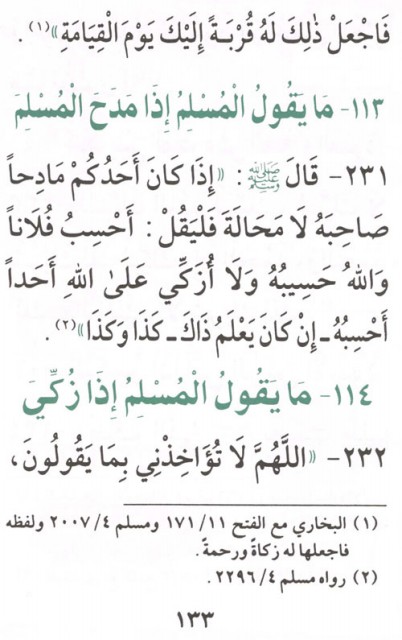 فَاجْعَلْ ذٰلِكَ لَهُ قُرْبَةً إِلَيْكَ يَوْمَ الْقِيَامَةِ»(١) .
١١٣- مَا يَقُولُ الْمُسْلِمُ إِذَا مَدَحَ الْمُسْلِمَ
٢٣١- قَالَ ﷺ : «إِذَا كَانَ أَحَدُكُمْ مَادِحاً
صَاحِبَهُ لَا مَحَالَةَ فَلْيَقُلْ : أَحْسِبُ فُلَاناً
وَاللهُ حَسِيبُهُ وَلَا أُزَكِّي عَلَىٰ اللهِ أَحَداً
أَحْسِبُهُ ـ إِنْ كَانَ يَعْلَمُ ذَاكَ ـ كَذَا وَكَذَا»(٢) .
١١٤- مَا يَقُولُ الْمُسْلِمُ إِذَا زُكِّيَ
٢٣٢- «اللَّهُمَّ لَا تُؤَاخِذْنِي بِمَا يَقُولُونَ،
(١) البخاري مع الفتح ١٧١/١١ ومسلم ٢٠٠٧/٤ ولفظه
فاجعلها له زكاةً ورحمةً.
(٢) رواه مسلم ٢٢٩٦/٤ .
١٣٣